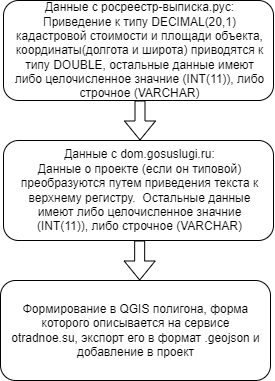 Данные с росреестр-выписка.рус:
Приведение к типу DECIMAL(20,1)
кадастровой стоимости и площади объекта,
координаты(долгота и широта) приводятся к
типу DOUBLE, остальные данные имеют
либо целочисленное значние (INT(11)), либо
строчное (VARCHAR)
Данные с dom.gosuslugi.ru:
Данные о проекте (если он типовой)
преобразуются путем приведения текста к
верхнему регистру. Остальные данные
имеют либо целочисленное значние
(INT(11)), либо строчное (VARCHAR)
Формирование в QGIS полигона, форма
которого описывается на сервисе
otradnoe.su, экспорт его в формат .geojson и
добавление в проект